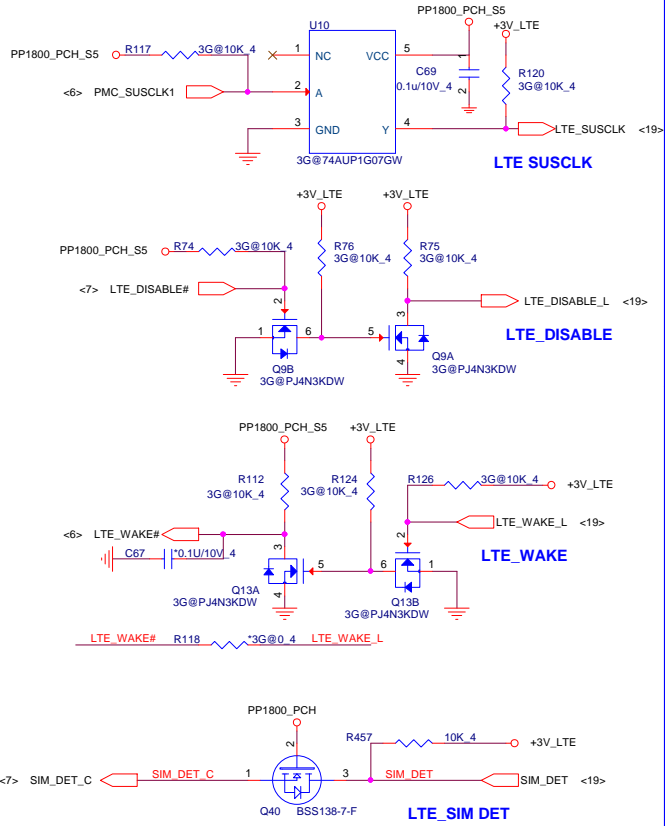 U10
PP1800_PCH_S5
+3V_LTE
PP1800_PCH_S5 R117 3G@10K_4
1 NC VCC 5
C69
0.1u/10V_4
1
2
R120
3G@10K_4
<6> PMC_SUSCLK1 2 A
3 GND Y 4 LTE_SUSCLK <19>
3G@74AUP1G07GW
LTE SUSCLK
+3V_LTE +3V_LTE
PP1800_PCH_S5 R74 3G@10K_4
R76
3G@10K_4
R75
3G@10K_4
<7> LTE_DISABLE#
2
3 LTE_DISABLE_L <19>
1 6 5
4
LTE_DISABLE
Q9B
3G@PJ4N3KDW
Q9A
3G@PJ4N3KDW
PP1800_PCH_S5 +3V_LTE
R112
3G@10K_4
R124
3G@10K_4
R126 3G@10K_4 +3V_LTE
<6> LTE_WAKE#
2 LTE_WAKE_L <19>
C67 *0.1U/10V_4
3
5 6 1
4
LTE_WAKE
Q13A
3G@PJ4N3KDW
Q13B
3G@PJ4N3KDW
LTE_WAKE# R118 *3G@0_4 LTE_WAKE_L
PP1800_PCH
2
R457 10K_4 +3V_LTE
<7> SIM_DET_C SIM_DET_C 1 3 SIM_DET SIM_DET <19>
Q40 BSS138-7-F
LTE_SIM DET